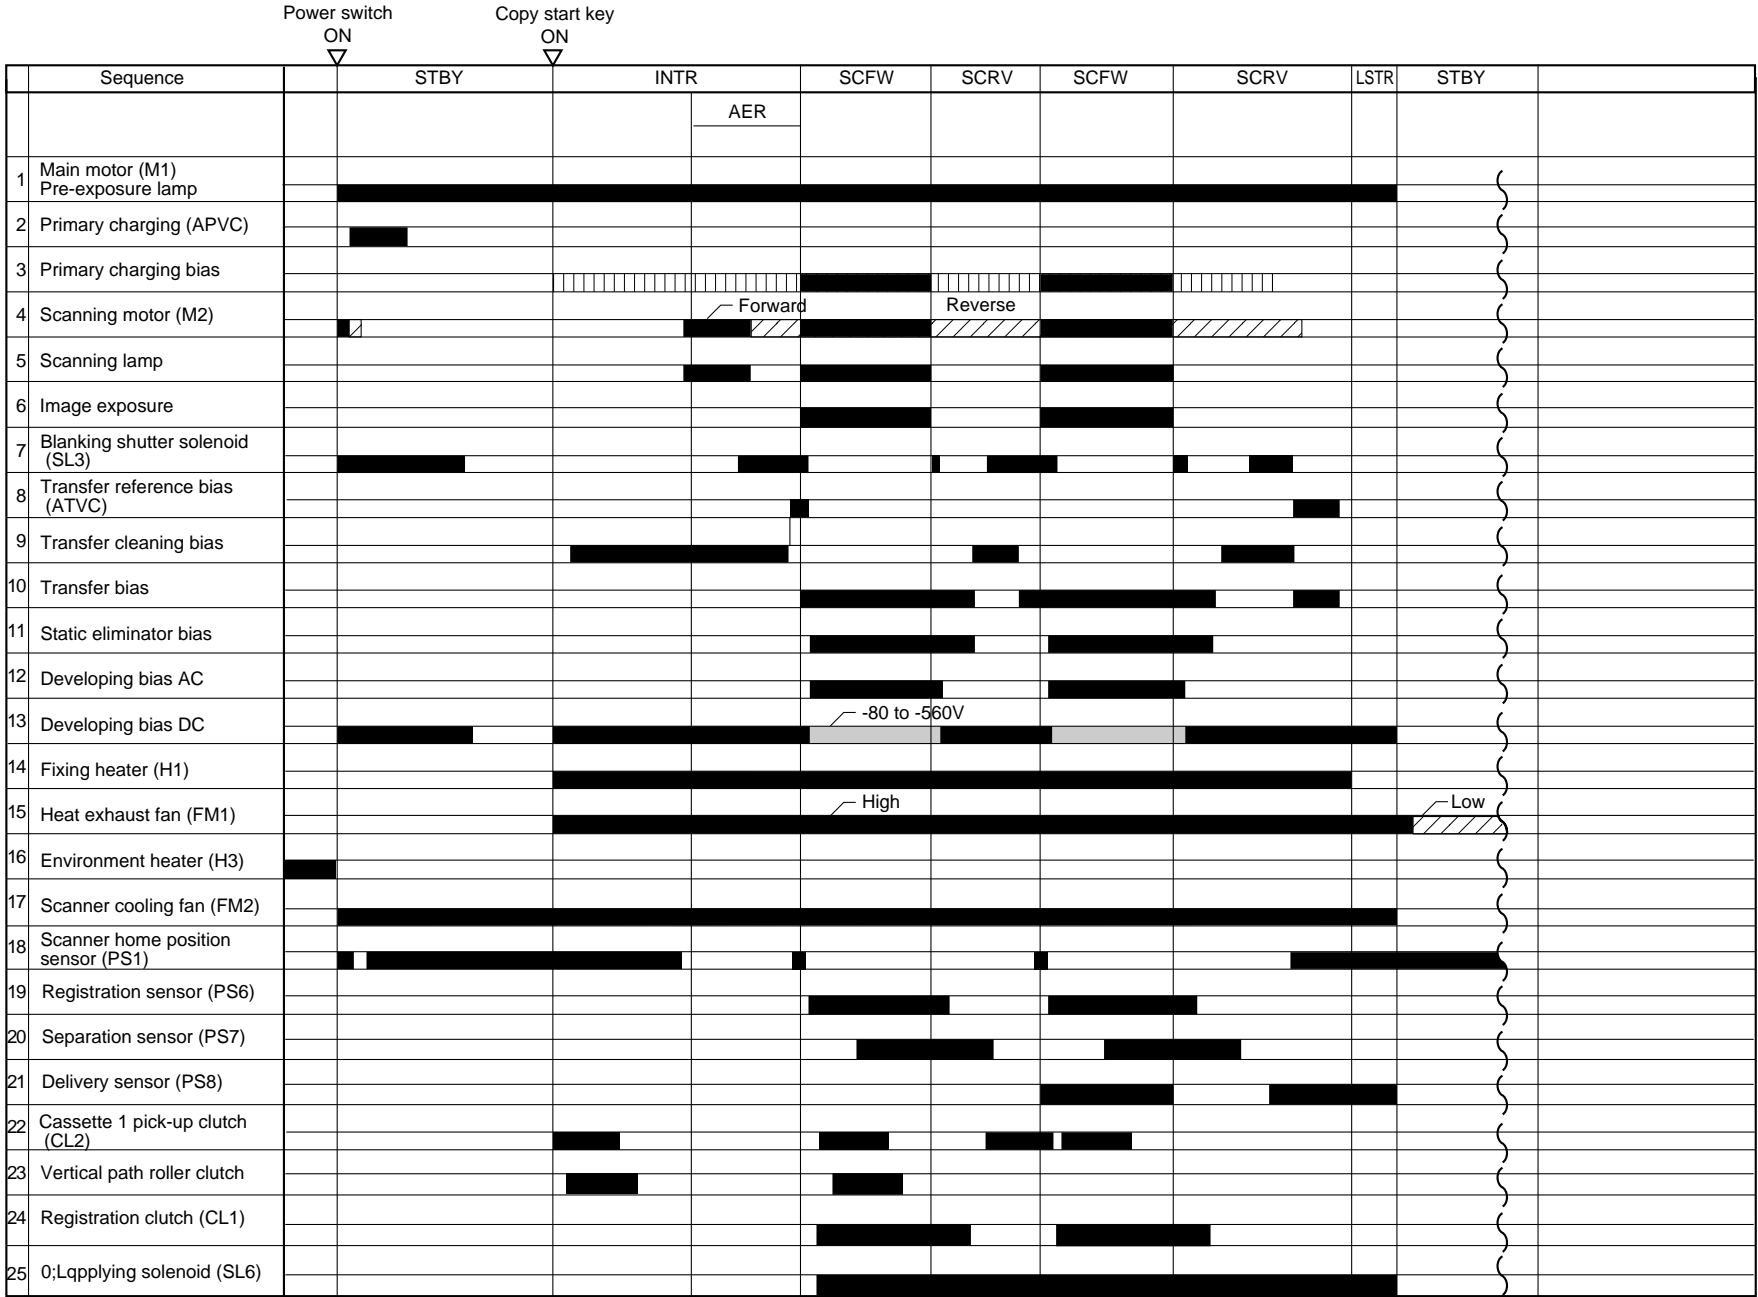 Power switch
ON
Copy start key
ON
Sequence STBY INTR SCFW SCRV SCFW SCRV LSTR STBY
AER
1 Main motor (M1)
Pre-exposure lamp
2 Primary charging (APVC)
3 Primary charging bias
4 Scanning motor (M2) Forward Reverse
5 Scanning lamp
6 Image exposure
7 Blanking shutter solenoid
(SL3)
8 Transfer reference bias
(ATVC)
9 Transfer cleaning bias
10 Transfer bias
11 Static eliminator bias
12 Developing bias AC
13 Developing bias DC -80 to -560V
14 Fixing heater (H1)
15 Heat exhaust fan (FM1) High Low
16 Environment heater (H3)
17 Scanner cooling fan (FM2)
18 Scanner home position
sensor (PS1)
19 Registration sensor (PS6)
20 Separation sensor (PS7)
21 Delivery sensor (PS8)
22 Cassette 1 pick-up clutch
(CL2)
23 Vertical path roller clutch
24 Registration clutch (CL1)
25 0;Lqpplying solenoid (SL6)